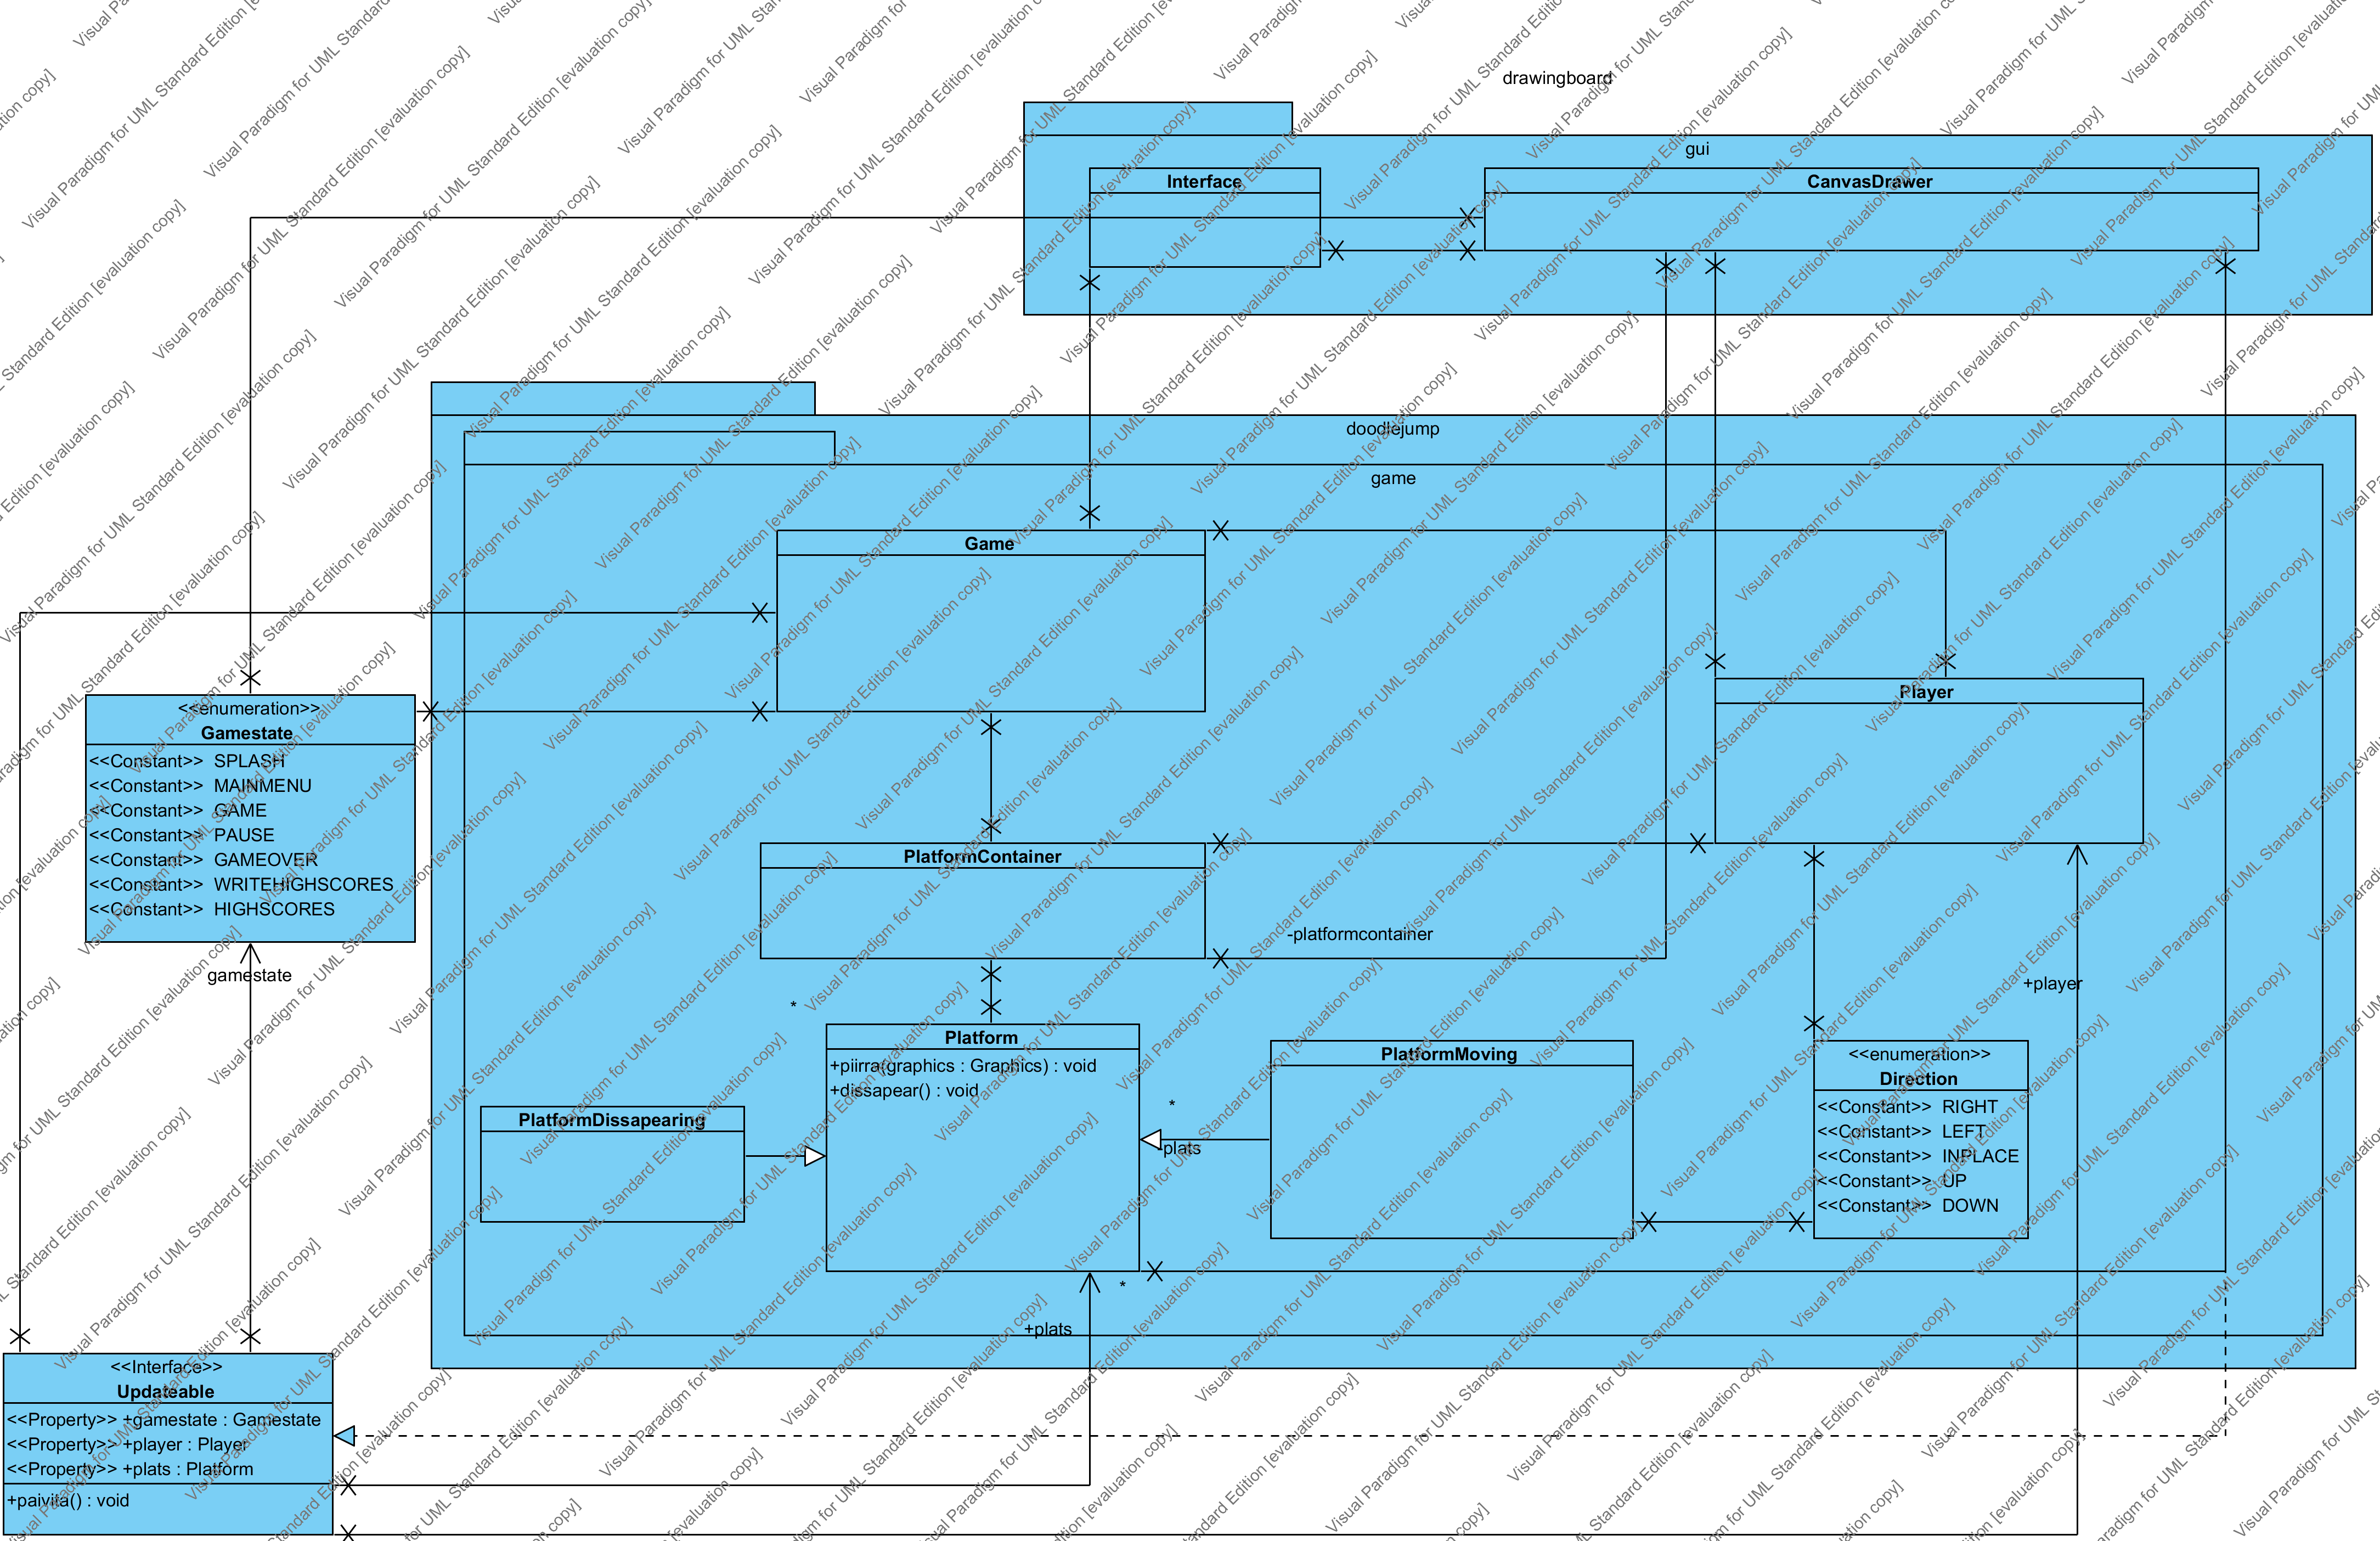 drawingboard
gui
Interface
CanvasDrawer
doodlejump
game
Game
<<enumeration>>
Gamestate
<<Constant>> SPLASH
<<Constant>> MAINMENU
<<Constant>> GAME
<<Constant>> PAUSE
<<Constant>> GAMEOVER
<<Constant>> WRITEHIGHSCORES
<<Constant>> HIGHSCORES
gamestate
Player
PlatformContainer
-platformcontainer
+player
*
Platform
+piirra(graphics : Graphics) : void
+dissapear() : void
PlatformMoving
<<enumeration>>
Direction
<<Constant>> RIGHT
<<Constant>> LEFT
<<Constant>> INPLACE
<<Constant>> UP
<<Constant>> DOWN
PlatformDissapearing
*
-plats
*
+plats
<<Interface>>
Updateable
<<Property>> +gamestate : Gamestate
<<Property>> +player : Player
<<Property>> +plats : Platform
+paivita() : void
Visual Paradigm for UML Standard Edition [evaluation copy]